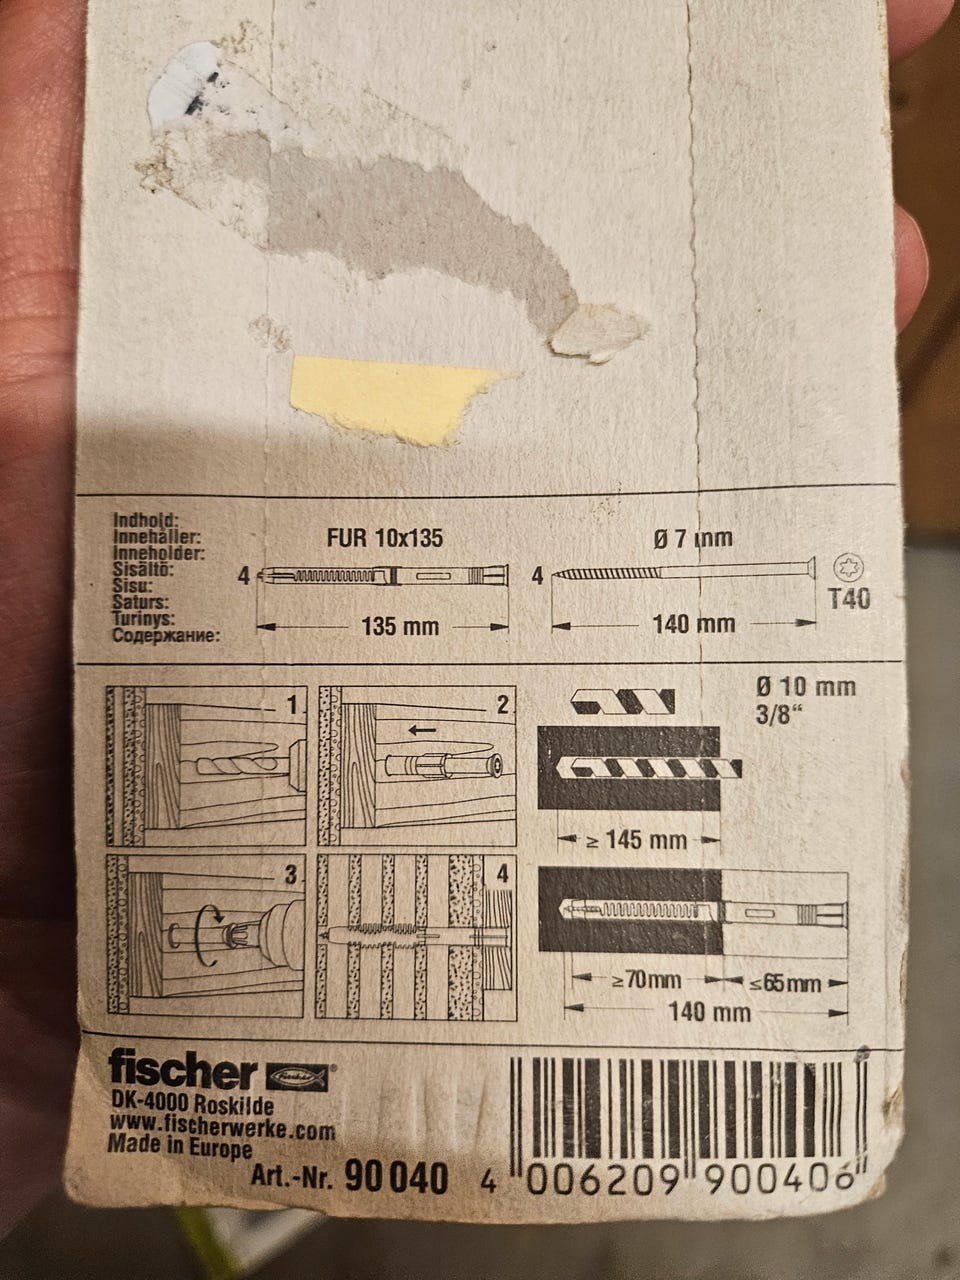 Indhold:
Innehåller:
Inneholder:
Sisältö:
Sisu:
Saturs:
Turinys:
Содержание:
FUR 10x135
4
135 mm
Ø 7 mm
4
T40
140 mm
1
2
3
4
Ø 10 mm
3/8“
≥ 145 mm
≥70mm
≤65mm
140 mm
fischer
fischer
DK-4000 Roskilde
www.fischerwerke.com
Made in Europe
Art.-Nr. 90 040
4 006209 900406